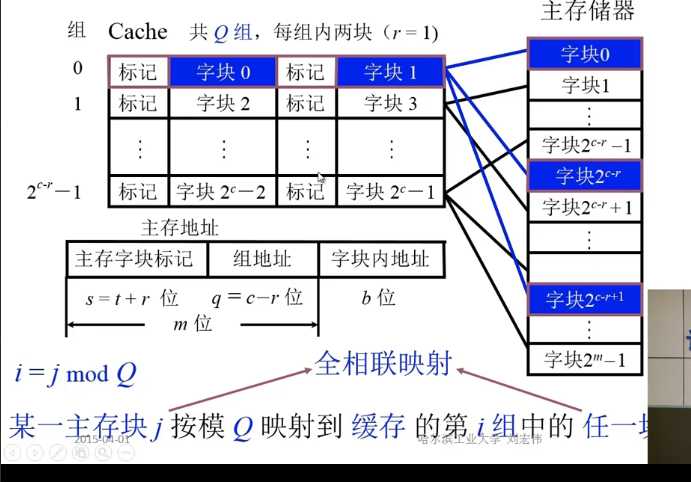 主存储器
组 Cache 共 Q 组，每组内两块（r = 1）
0 标记 字块 0 标记 字块 1
1 标记 字块 2 标记 字块 3
⋮ ⋮ ⋮ ⋮
2^{c-r}－1 标记 字块 2^c－2 标记 字块 2^c－1
字块0
字块1
⋮
字块2^{c-r}－1
字块2^{c-r}
字块2^{c-r}+1
⋮
字块2^{c-r+1}
⋮
字块2^m－1
主存地址
主存字块标记 组地址 字块内地址
s = t + r 位 q = c－r 位 b 位
m 位
i = j mod Q
全相联映射
某一主存块 j 按模 Q 映射到 缓存 的第 i 组中的 任一
2015-04-01 哈尔滨工业大学 刘宏伟